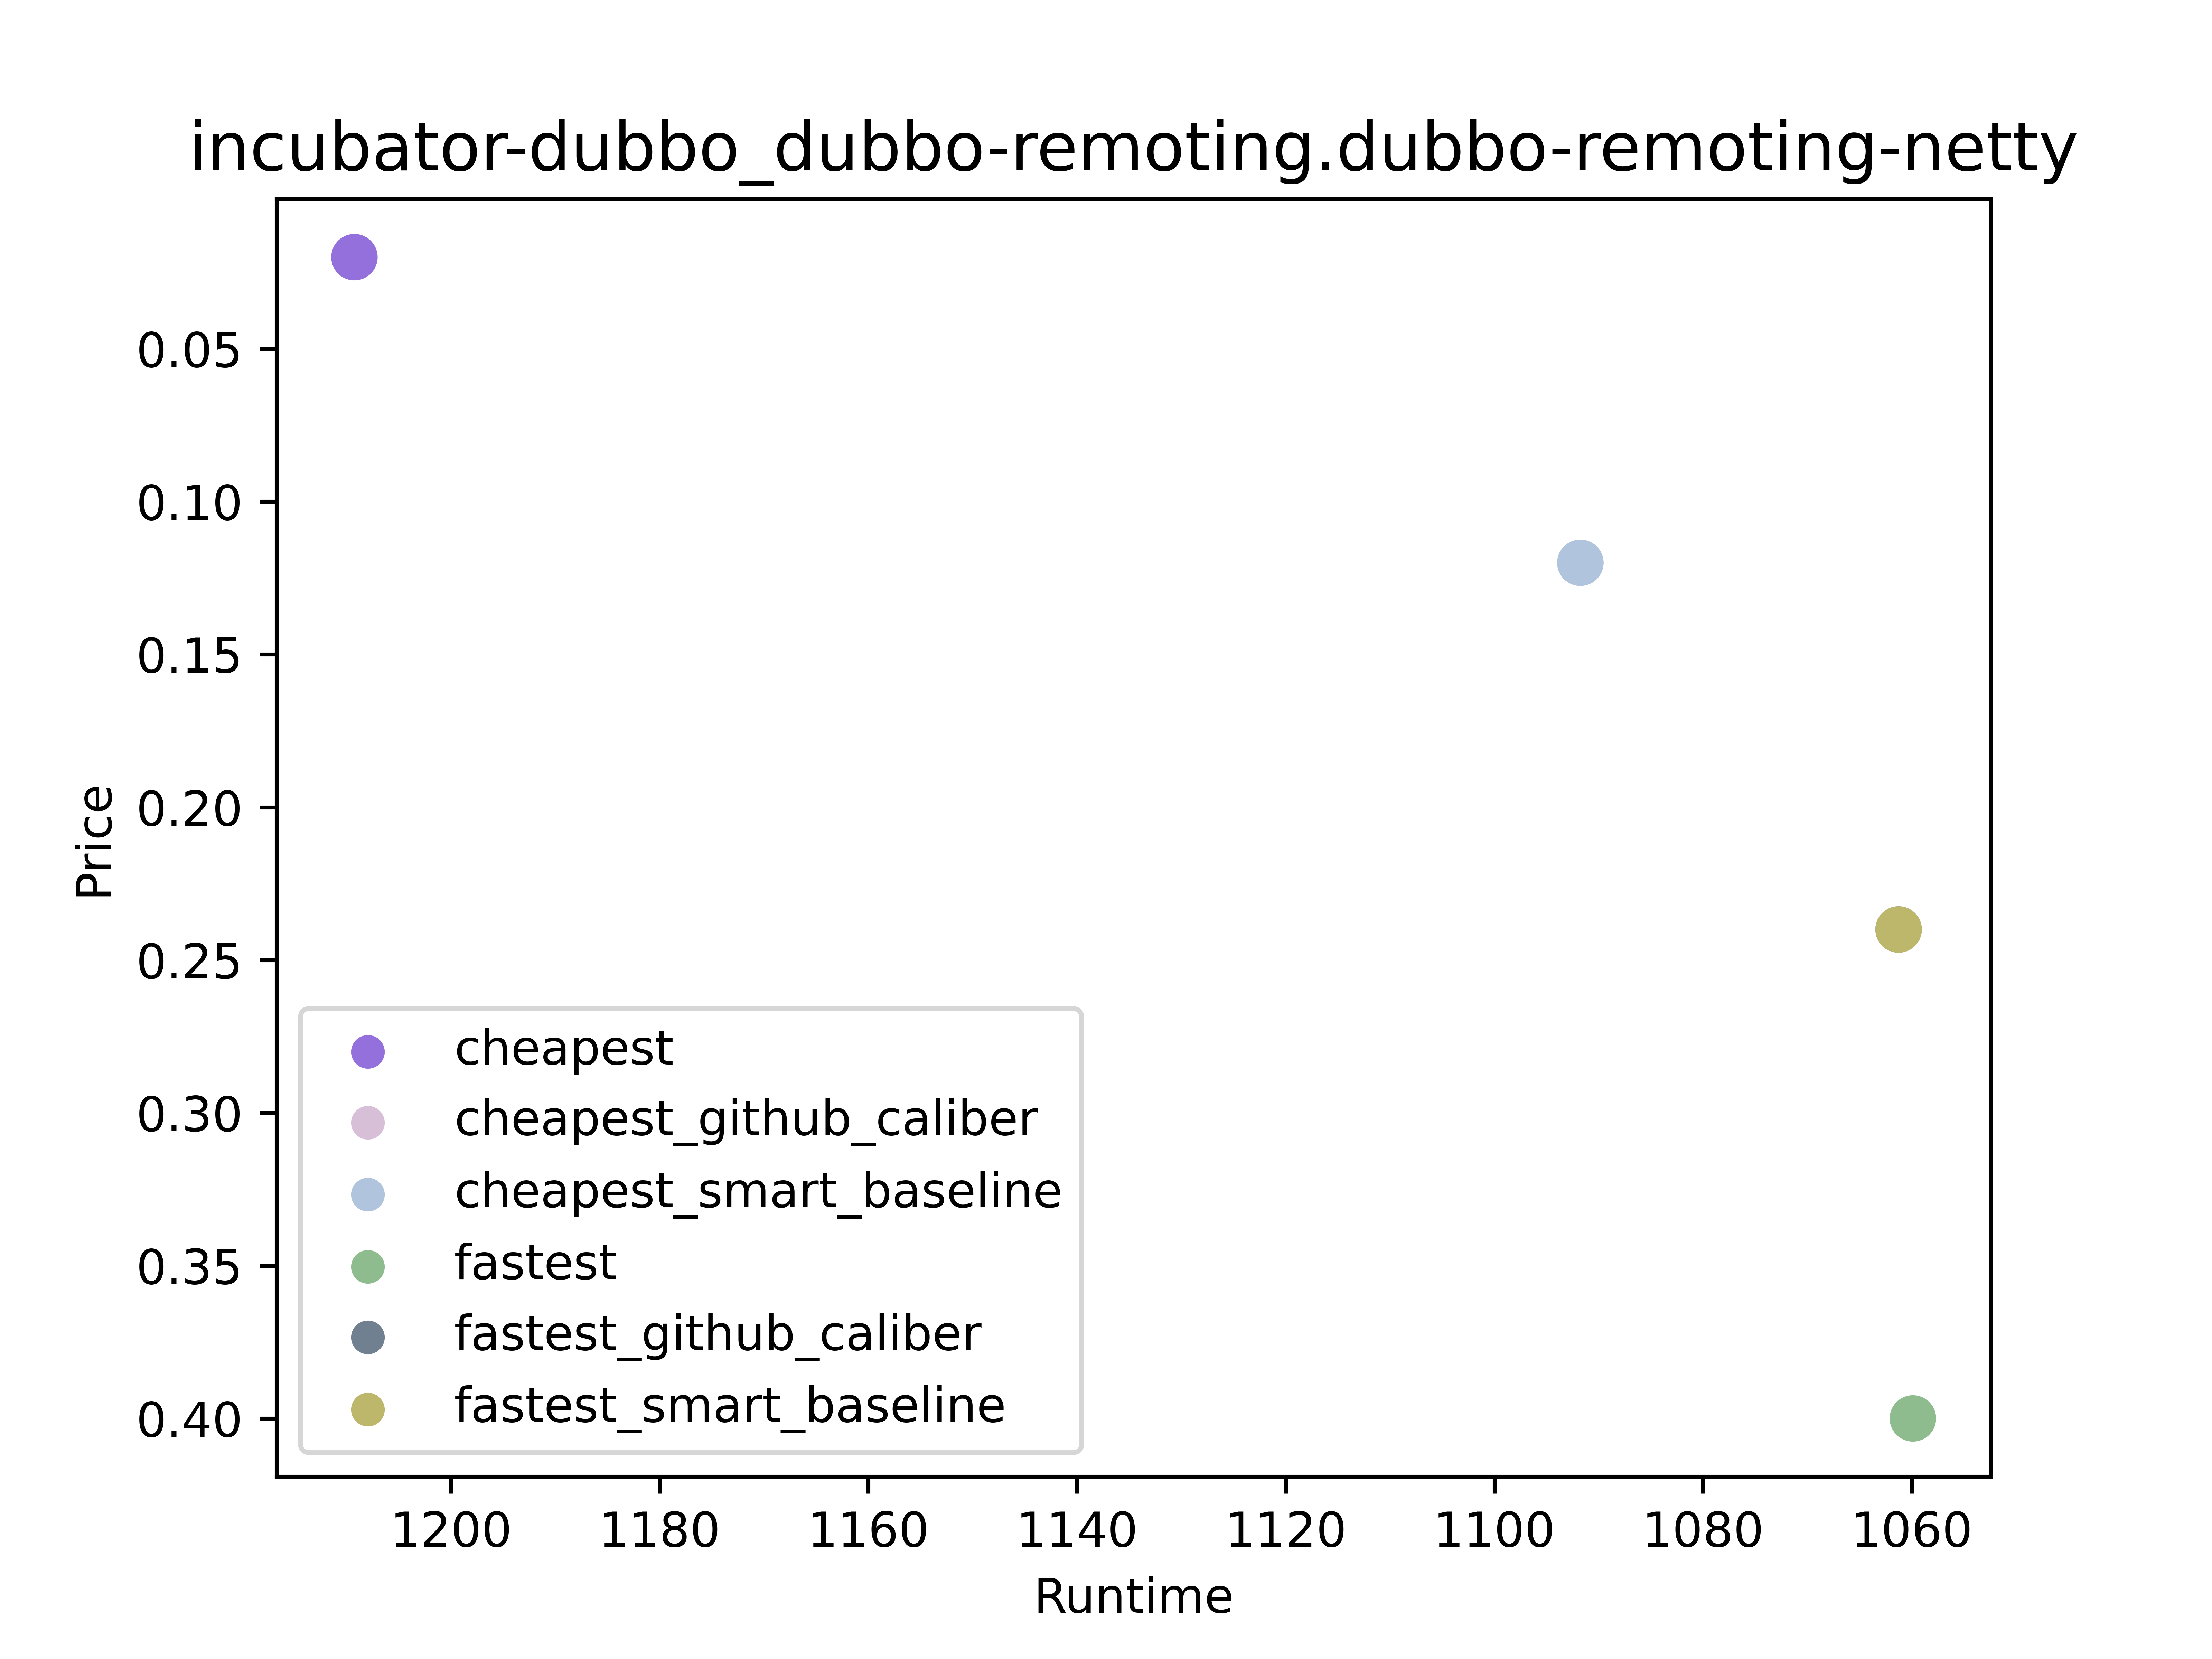 incubator-dubbo_dubbo-remoting.dubbo-remoting-netty
Price
0.05
0.10
0.15
0.20
0.25
0.30
0.35
0.40
cheapest
cheapest_github_caliber
cheapest_smart_baseline
fastest
fastest_github_caliber
fastest_smart_baseline
1200 1180 1160 1140 1120 1100 1080 1060
Runtime